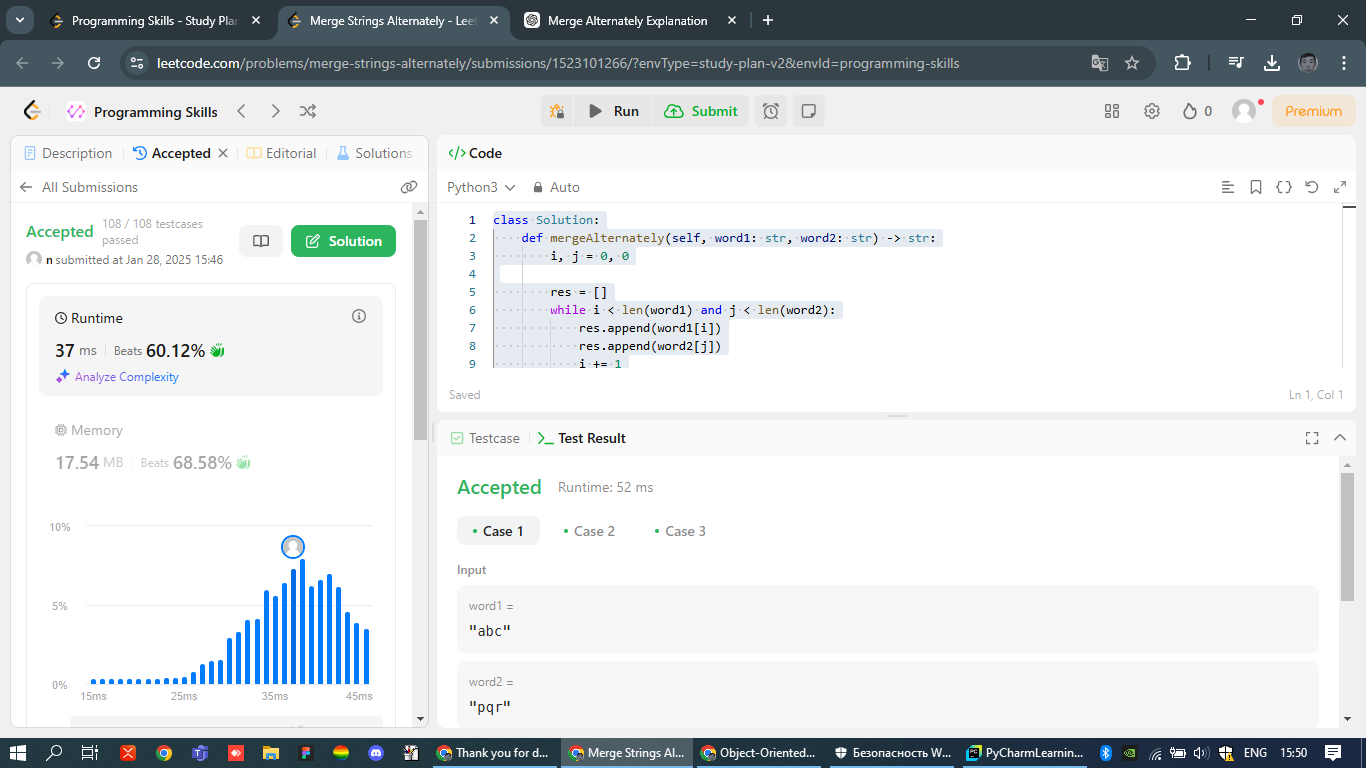 Programming Skills - Study Plan
Merge Strings Alternately - Leet
Merge Alternately Explanation
leetcode.com/problems/merge-strings-alternately/submissions/1523101266/?envType=study-plan-v2&envId=programming-skills
Programming Skills
Run
Submit
0
Premium
Description
Accepted
Editorial
Solutions
All Submissions
Accepted
108 / 108 testcases
passed
n submitted at Jan 28, 2025 15:46
Solution
Runtime
37 ms
Beats 60.12%
Analyze Complexity
Memory
17.54 MB
Beats 68.58%
10%
5%
0%
15ms
25ms
35ms
45ms
</> Code
Python3
Auto
1 class Solution:
2 def mergeAlternately(self, word1: str, word2: str) -> str:
3 i, j = 0, 0
4
5 res = []
6 while i < len(word1) and j < len(word2):
7 res.append(word1[i])
8 res.append(word2[j])
9 i += 1
Saved
Ln 1, Col 1
Testcase
Test Result
Accepted
Runtime: 52 ms
Case 1
Case 2
Case 3
Input
word1 =
"abc"
word2 =
"pqr"
Thank you for d...
Merge Strings Al...
Object-Oriented...
Безопасность W...
PyCharmLearnin...
ENG
15:50